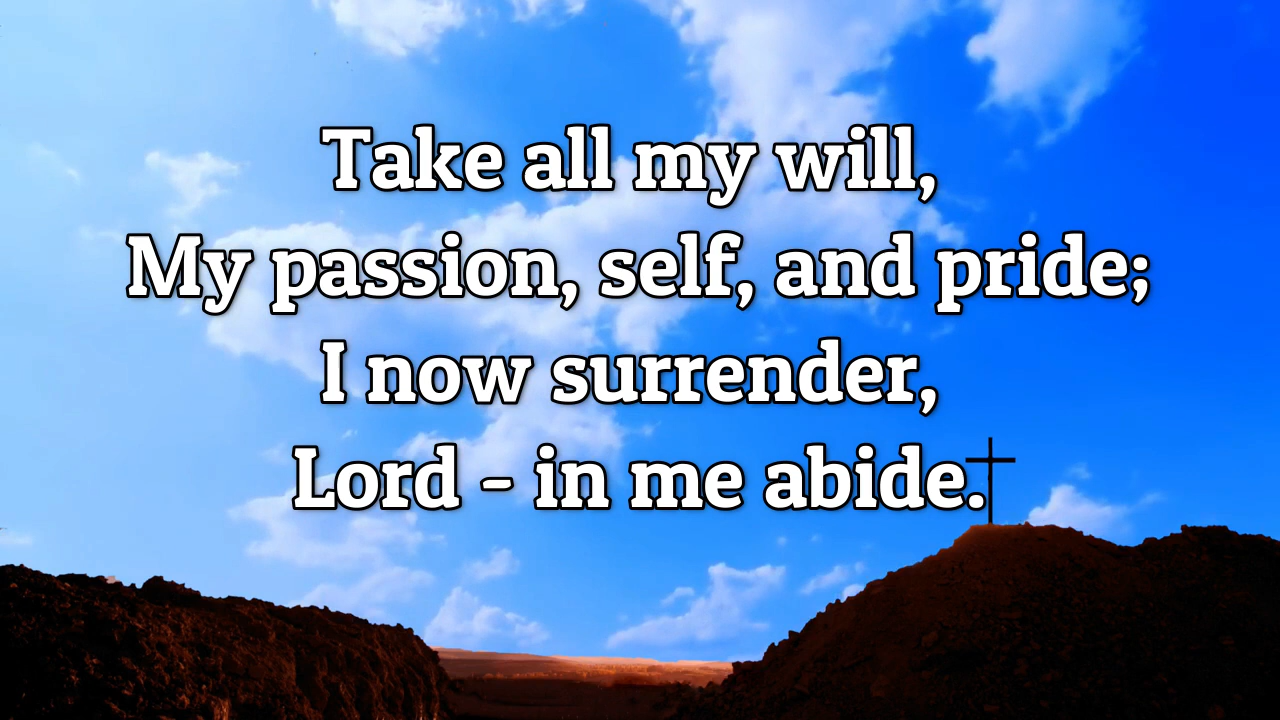 Take all my will,
My passion, self, and pride;
I now surrender,
Lord - in me abide.